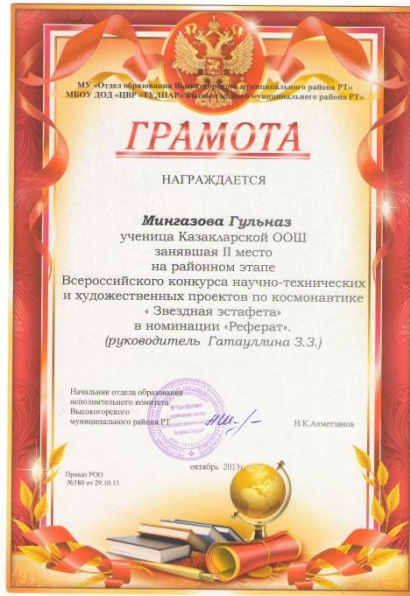 МУ «Отдел образования Высокогорского муниципального района РТ»
МБОУ ДОД «ЦВР «ТУЛПАР» Высокогорского муниципального района РТ»
ГРАМОТА
НАГРАЖДАЕТСЯ
Мингазова Гульназ
ученица Казакларской ООШ
занявшая II место
на районном этапе
Всероссийского конкурса научно-технических
и художественных проектов по космонавтике
« Звездная эстафета»
в номинации «Реферат».
(руководитель Гатауллина З.З.)
Начальник отдела образования
исполнительного комитета
Высокогорского
муниципального района РТ
Н.К.Ахметзянов
октябрь 2013г.
Приказ РОО
№380 от 29.10.13